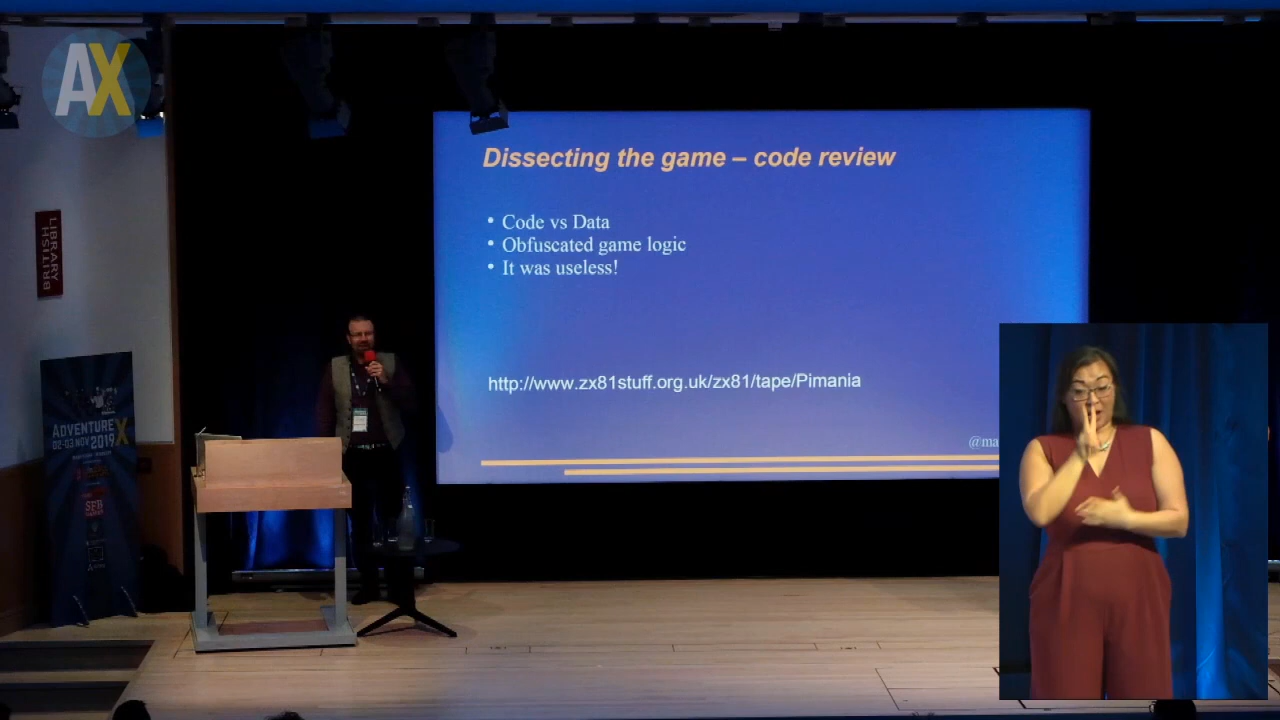 AX
Dissecting the game – code review
• Code vs Data
• Obfuscated game logic
• It was useless!
http://www.zx81stuff.org.uk/zx81/tape/Pimania
@ma
BRITISH
LIBRARY
ADVENTURE X
02-03 NOV 2019